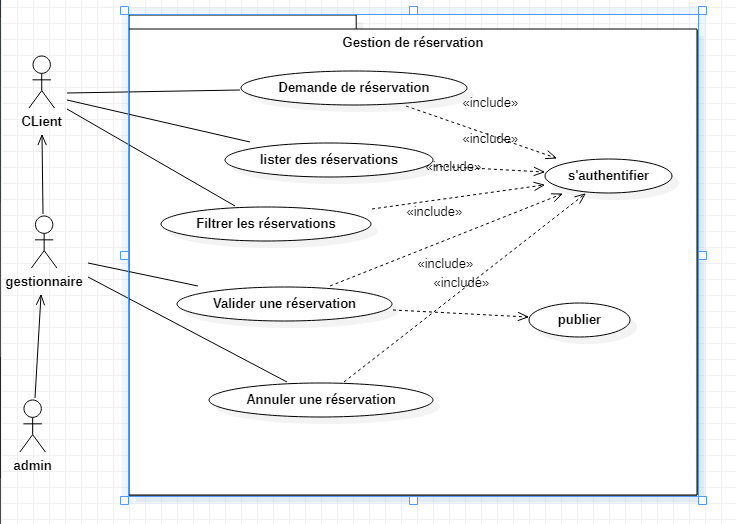 Gestion de réservation
Demande de réservation
«include»
CLient
«include»
lister des réservations
«include»
s'authentifier
«include»
Filtrer les réservations
«include»
gestionnaire
«include»
Valider une réservation
publier
Annuler une réservation
admin